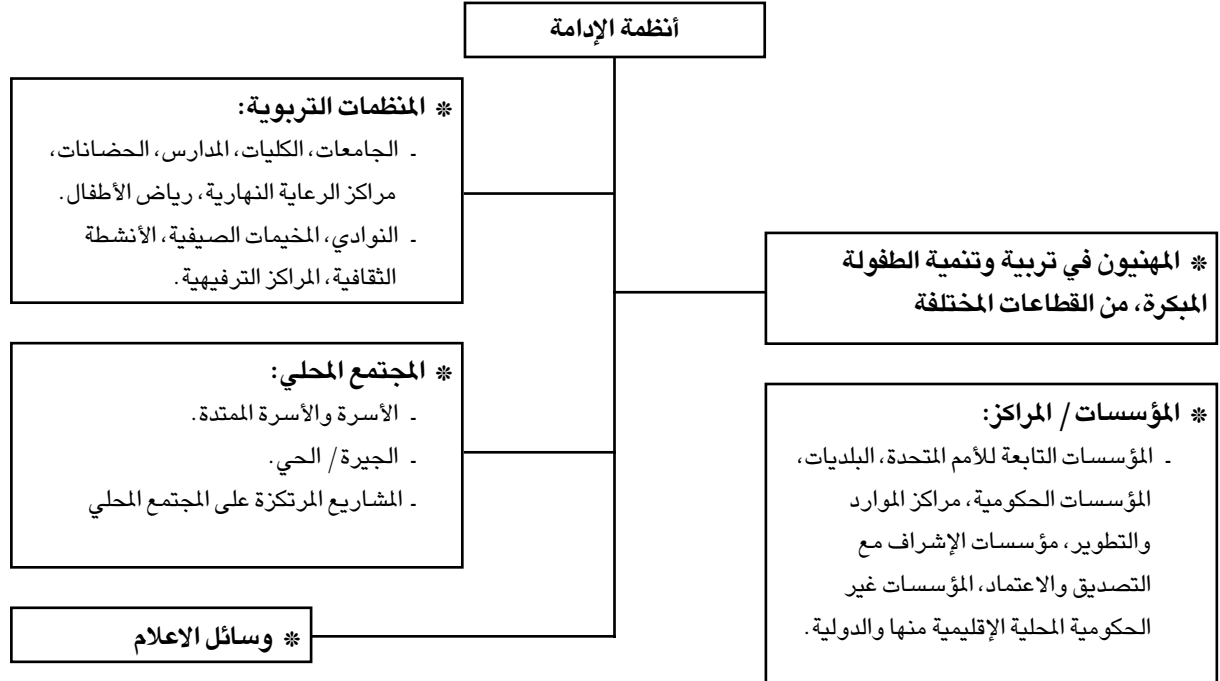 أنظمة الإدامة
* المنظمات التربوية:
ـ الجامعات، الكليات، المدارس، الحضانات،
مراكز الرعاية النهارية، رياض الأطفال.
ـ النوادي، المخيمات الصيفية، الأنشطة
الثقافية، المراكز الترفيهية.
* المهنيون في تربية وتنمية الطفولة
المبكرة، من القطاعات المختلفة
* المجتمع المحلي:
ـ الأسرة والأسرة الممتدة.
ـ الجيرة/ الحي.
ـ المشاريع المرتكزة على المجتمع المحلي
* المؤسسات / المراكز:
ـ المؤسسات التابعة للأمم المتحدة، البلديات،
المؤسسات الحكومية، مراكز الموارد
والتطوير، مؤسسات الإشراف مع
التصديق والاعتماد، المؤسسات غير
الحكومية المحلية الإقليمية منها والدولية.
* وسائل الاعلام